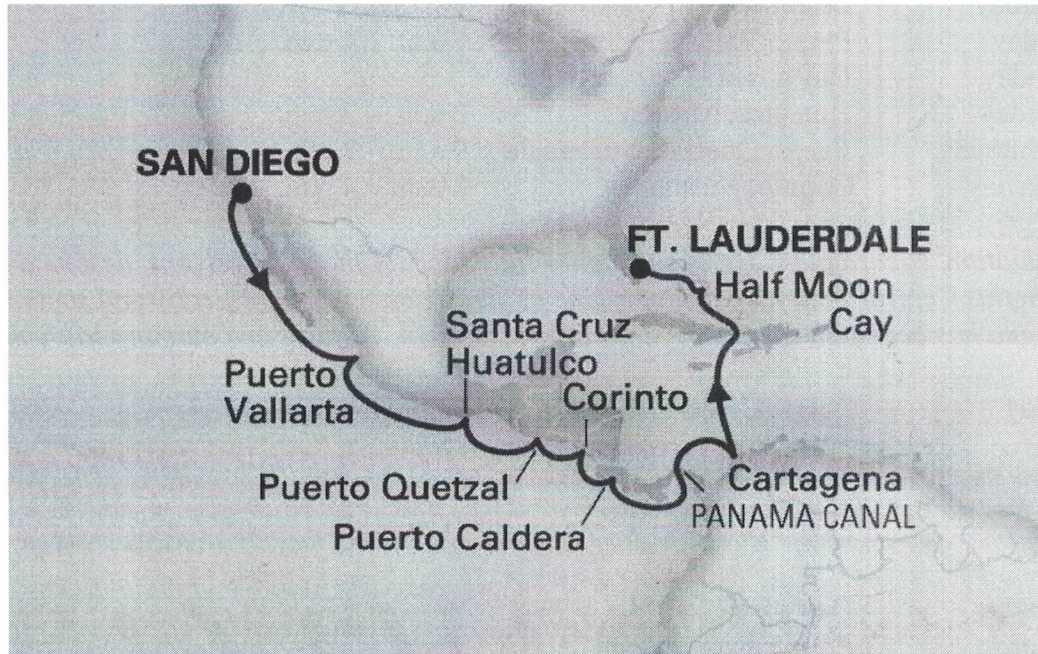 SAN DIEGO
FT. LAUDERDALE
Half Moon
Cay
Santa Cruz
Huatulco
Puerto
Vallarta
Corinto
Puerto Quetzal
Cartagena
PANAMA CANAL
Puerto Caldera